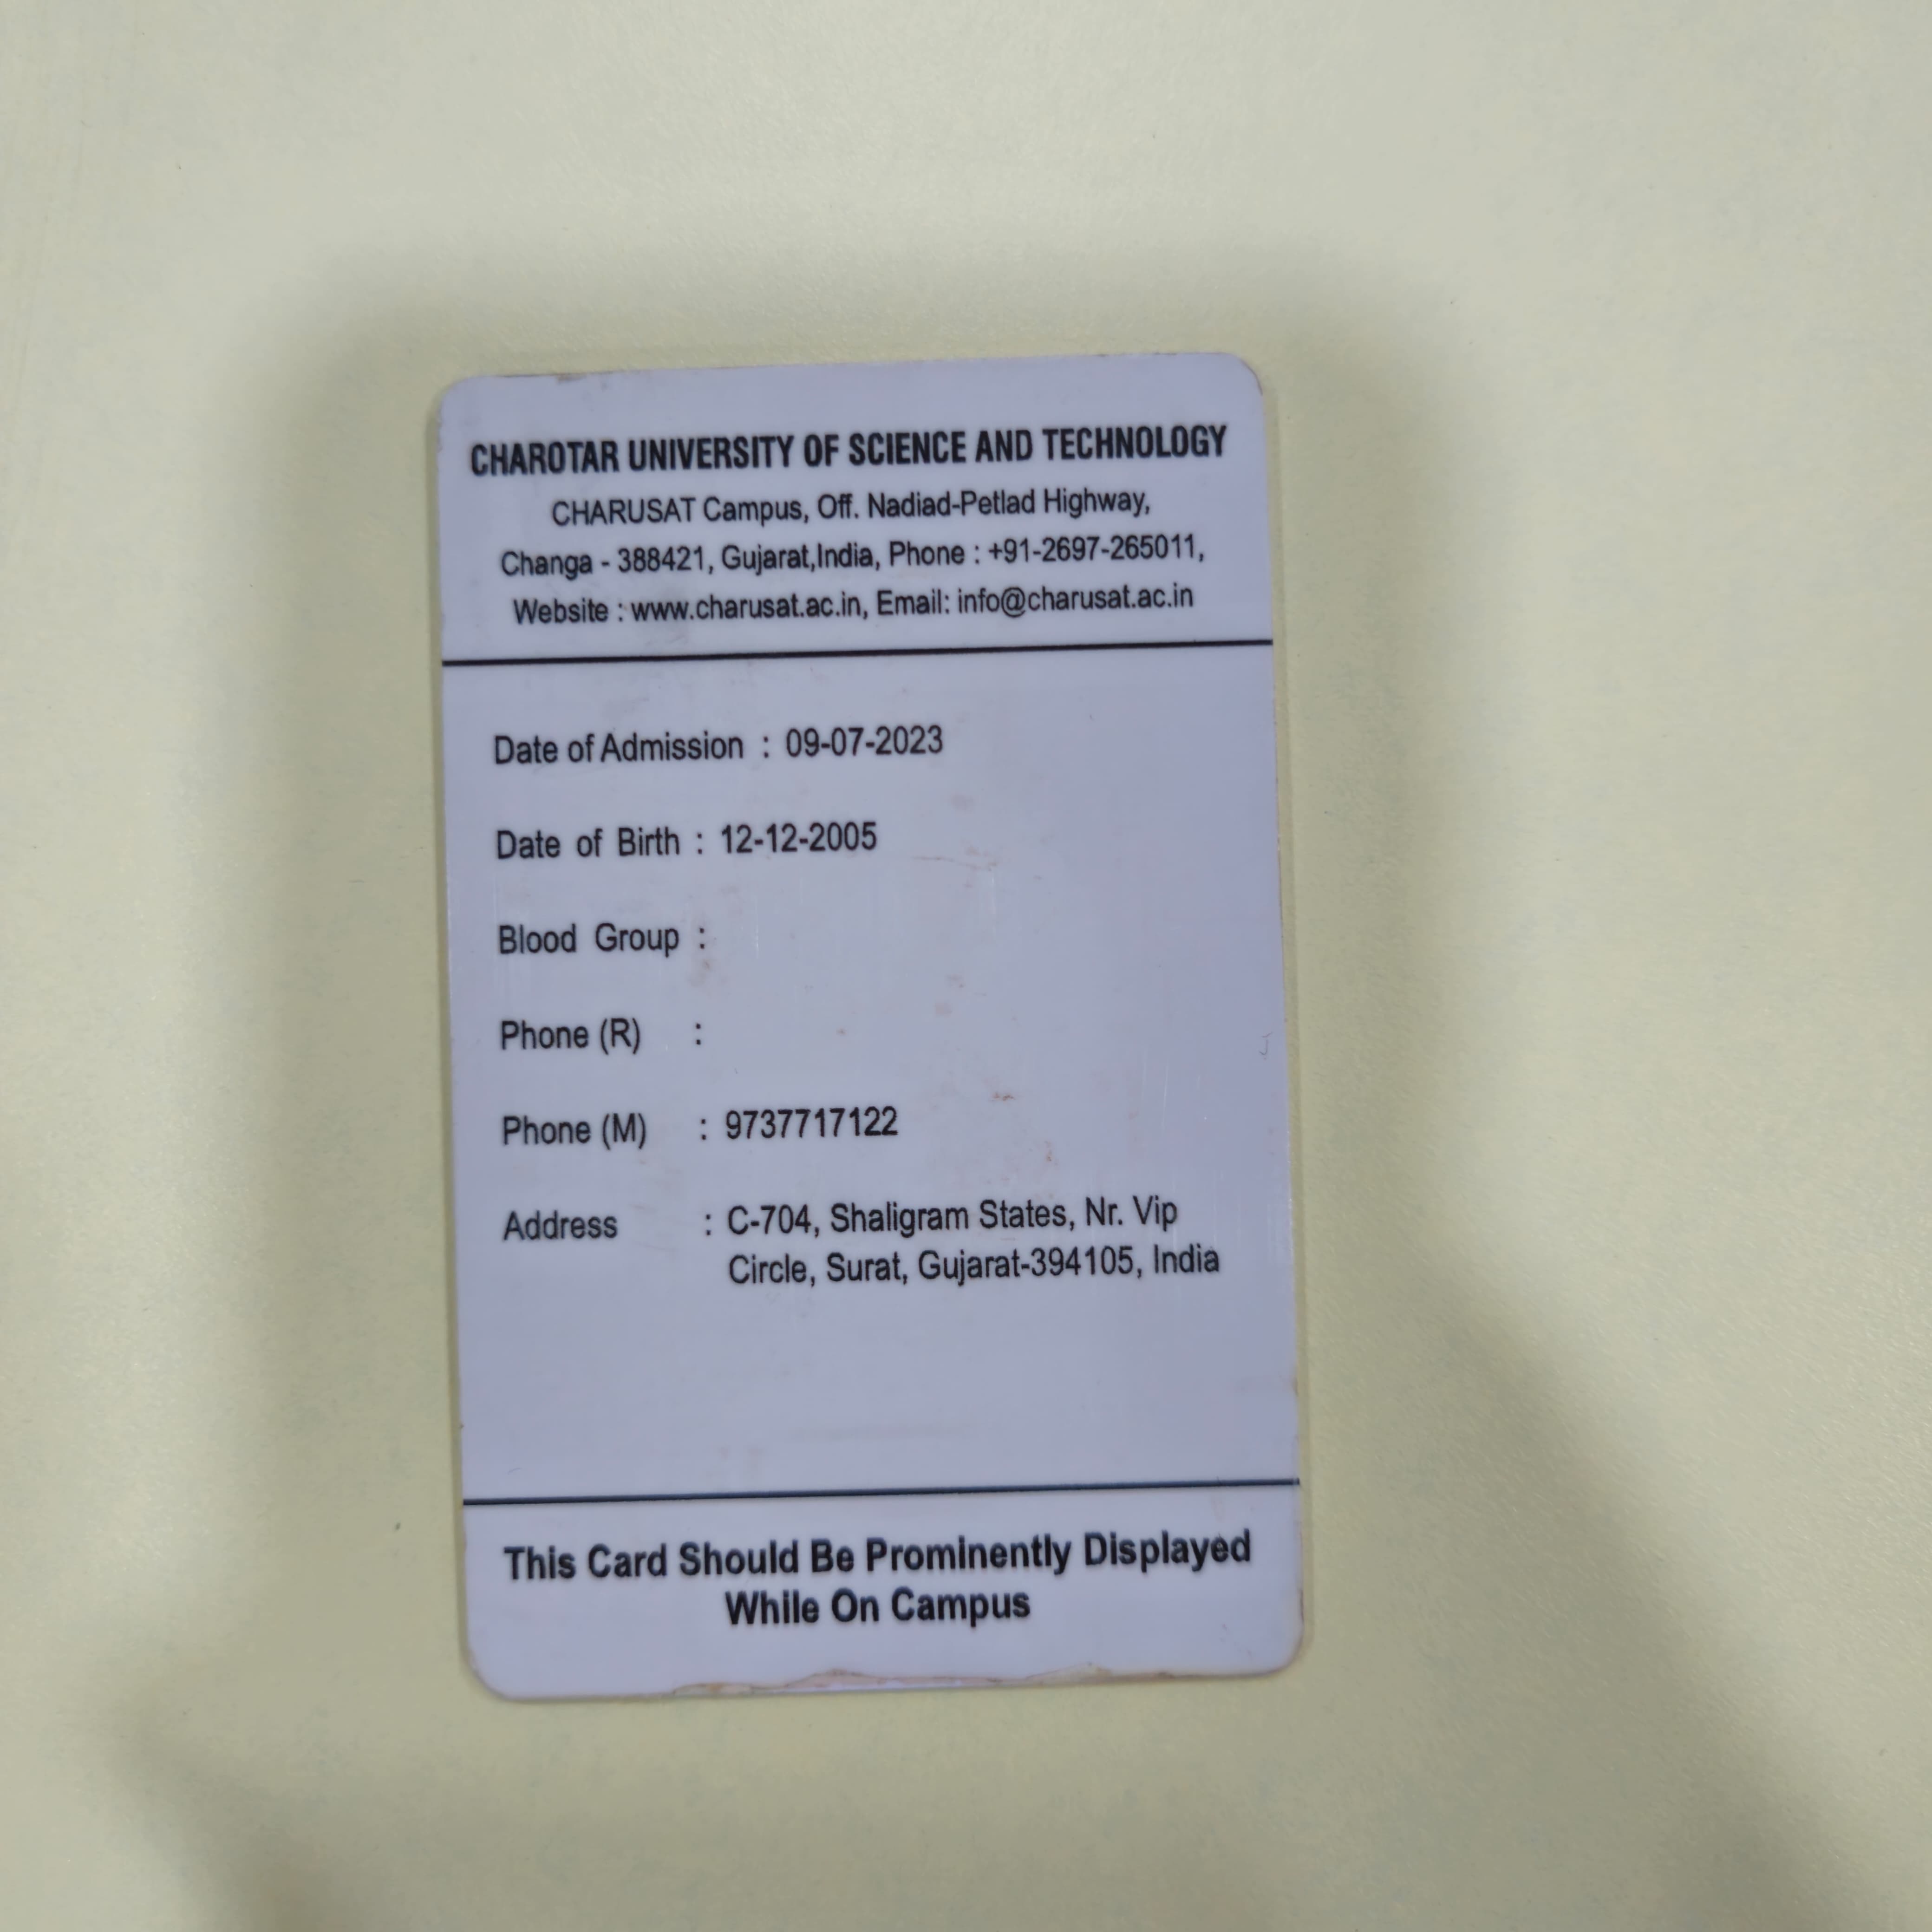 CHAROTAR UNIVERSITY OF SCIENCE AND TECHNOLOGY
CHARUSAT Campus, Off. Nadiad-Petlad Highway,
Changa - 388421, Gujarat,India, Phone : +91-2697-265011,
Website : www.charusat.ac.in, Email: info@charusat.ac.in
Date of Admission : 09-07-2023
Date of Birth : 12-12-2005
Blood Group :
Phone (R) :
Phone (M) : 9737717122
Address : C-704, Shaligram States, Nr. Vip
Circle, Surat, Gujarat-394105, India
This Card Should Be Prominently Displayed
While On Campus